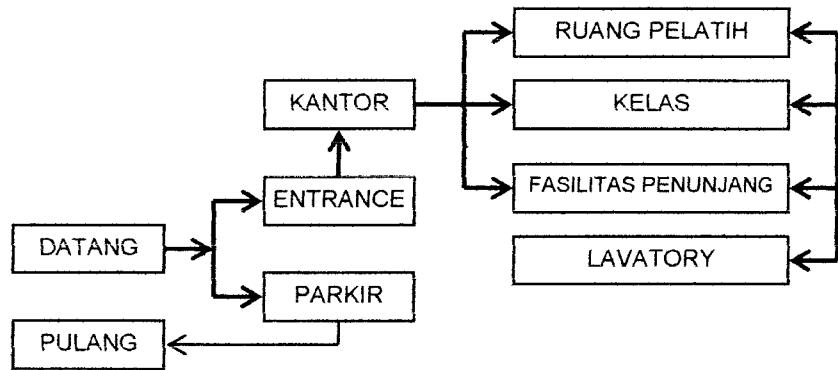 RUANG PELATIH
KANTOR
KELAS
ENTRANCE
FASILITAS PENUNJANG
DATANG
LAVATORY
PARKIR
PULANG